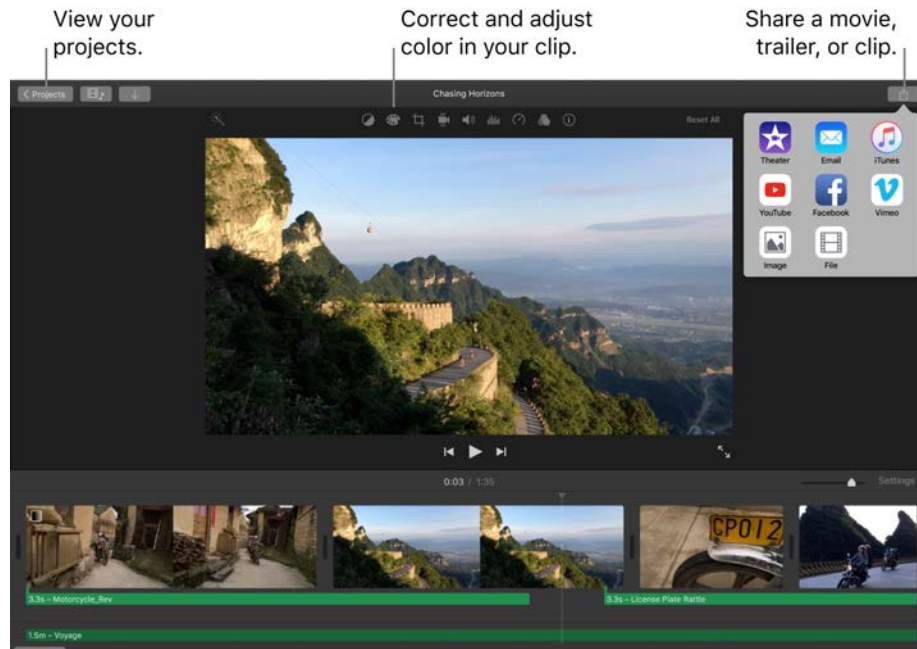 View your
projects.
Correct and adjust
color in your clip.
Share a movie,
trailer, or clip.
Projects
Chasing Horizons
Reset All
Theater
Email
iTunes
YouTube
Facebook
Vimeo
Image
File
0:03 / 1:35
Settings
CP012
3.3s – Motorcycle_Rev
3.3s – License Plate Rattle
1.5m – Voyage